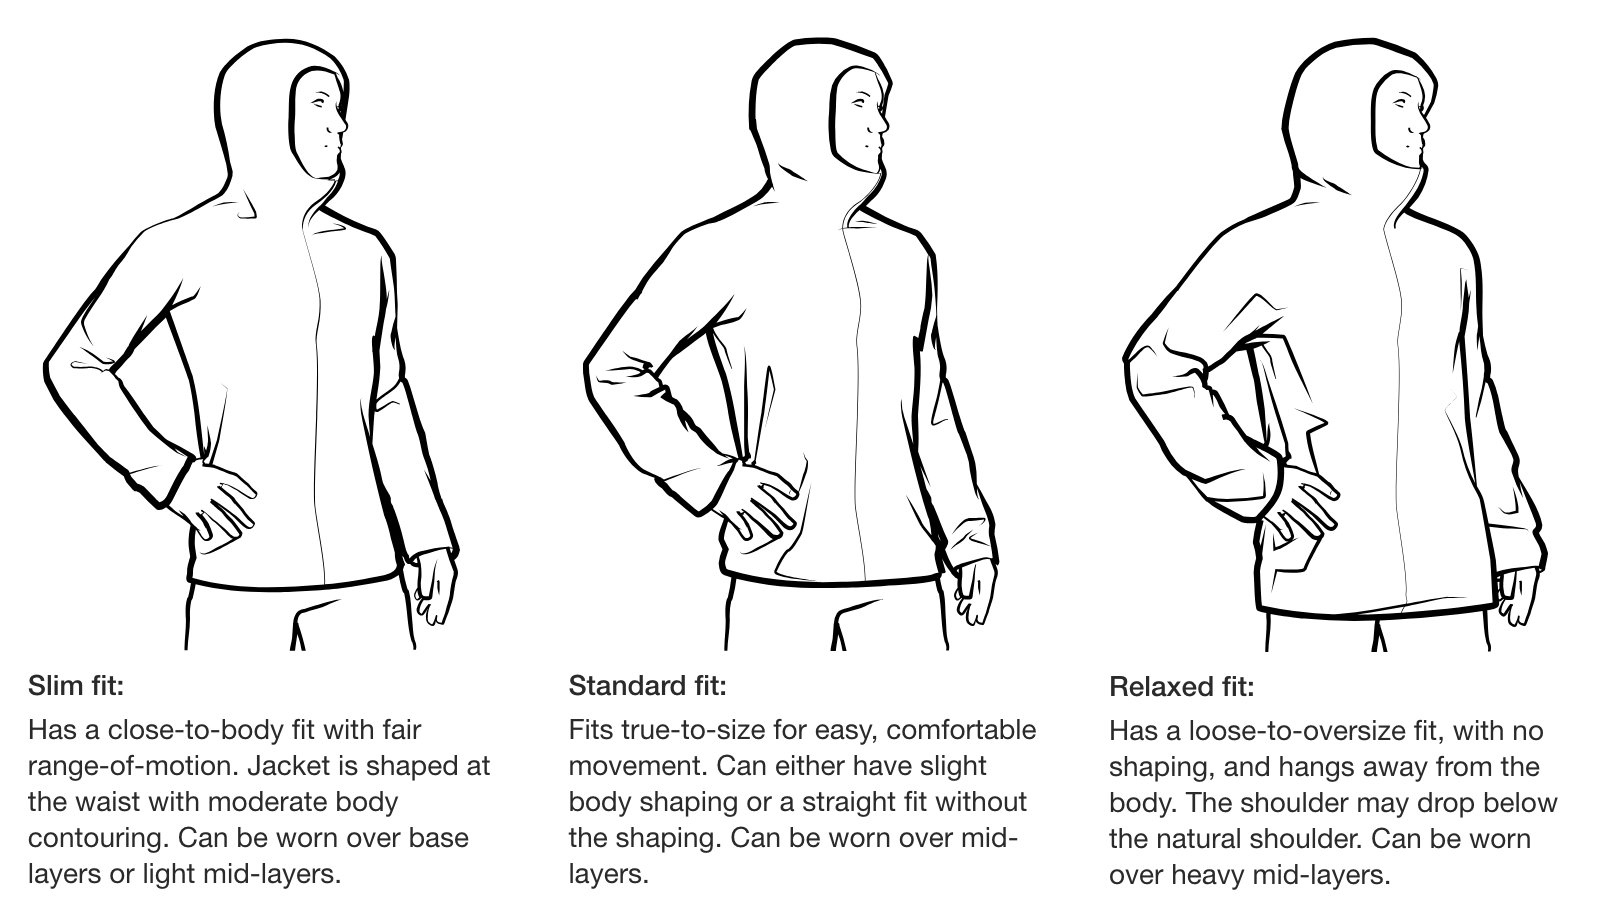 Slim fit:
Has a close-to-body fit with fair
range-of-motion. Jacket is shaped at
the waist with moderate body
contouring. Can be worn over base
layers or light mid-layers.
Standard fit:
Fits true-to-size for easy, comfortable
movement. Can either have slight
body shaping or a straight fit without
the shaping. Can be worn over mid-
layers.
Relaxed fit:
Has a loose-to-oversize fit, with no
shaping, and hangs away from the
body. The shoulder may drop below
the natural shoulder. Can be worn
over heavy mid-layers.